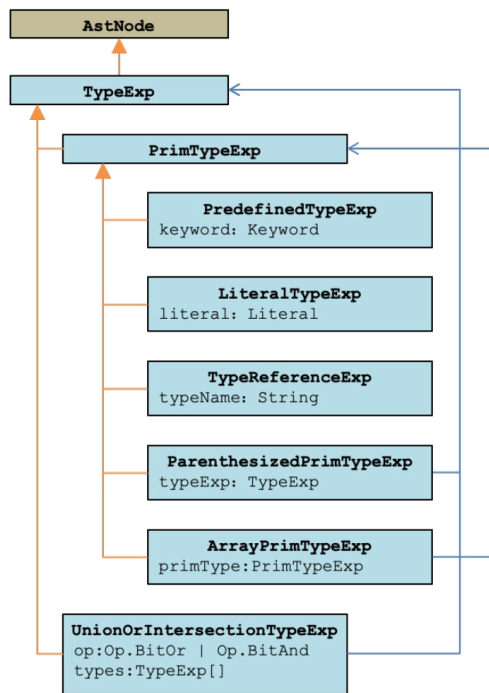 AstNode
TypeExp
PrimTypeExp
PredefinedTypeExp
keyword: Keyword
LiteralTypeExp
literal: Literal
TypeReferenceExp
typeName: String
ParenthesizedPrimTypeExp
typeExp: TypeExp
ArrayPrimTypeExp
primType:PrimTypeExp
UnionOrIntersectionTypeExp
op:Op.BitOr | Op.BitAnd
types:TypeExp[]